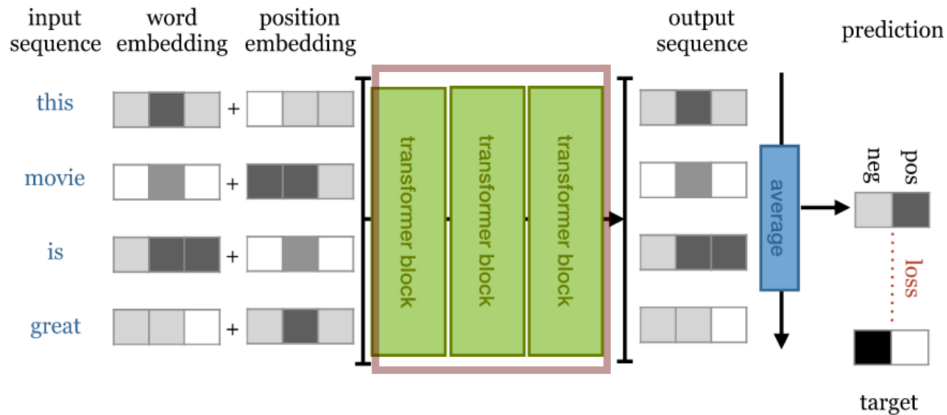 input
sequence
word
embedding
position
embedding
output
sequence
prediction
this
+
movie
+
is
+
great
+
transformer block
transformer block
transformer block
average
neg
pos
loss
target